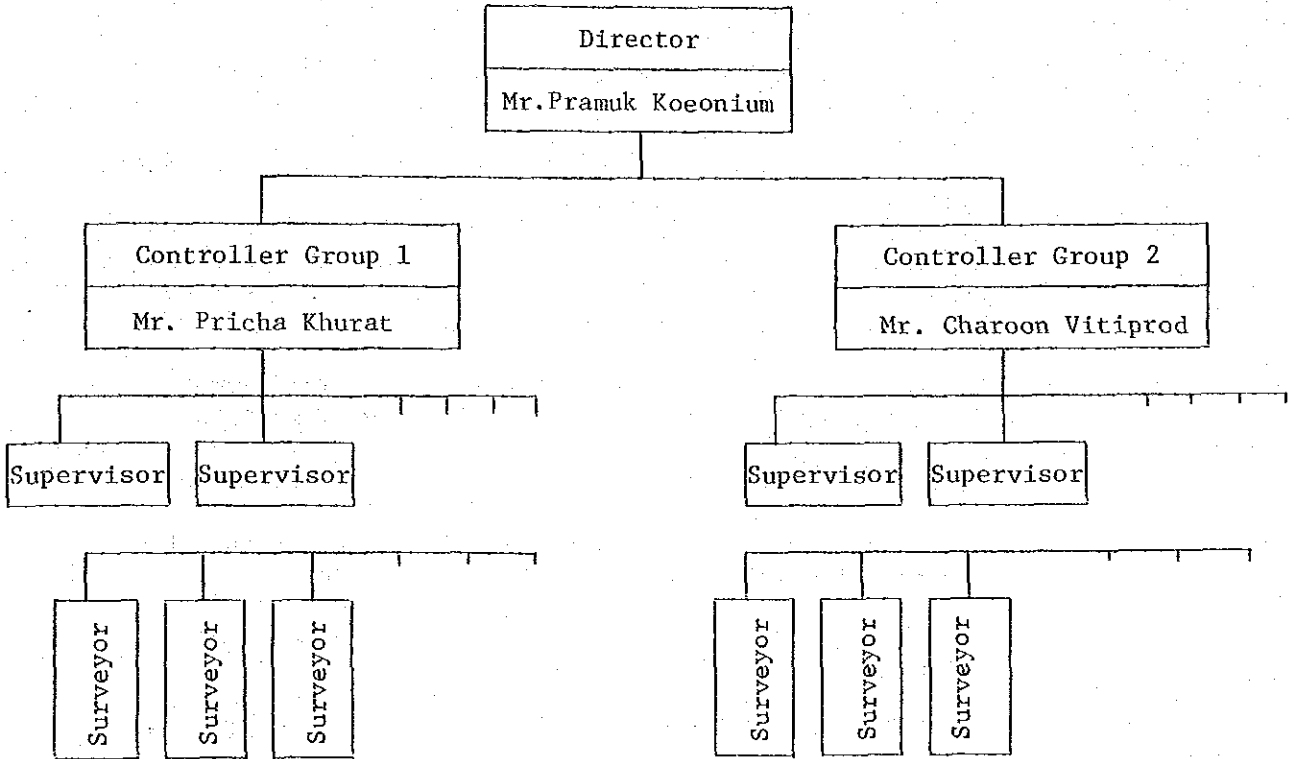 Director
Mr.Pramuk Koeonium
Controller Group 1
Mr. Pricha Khurat
Controller Group 2
Mr. Charoon Vitiprod
Supervisor
Supervisor
Supervisor
Supervisor
Surveyor
Surveyor
Surveyor
Surveyor
Surveyor
Surveyor